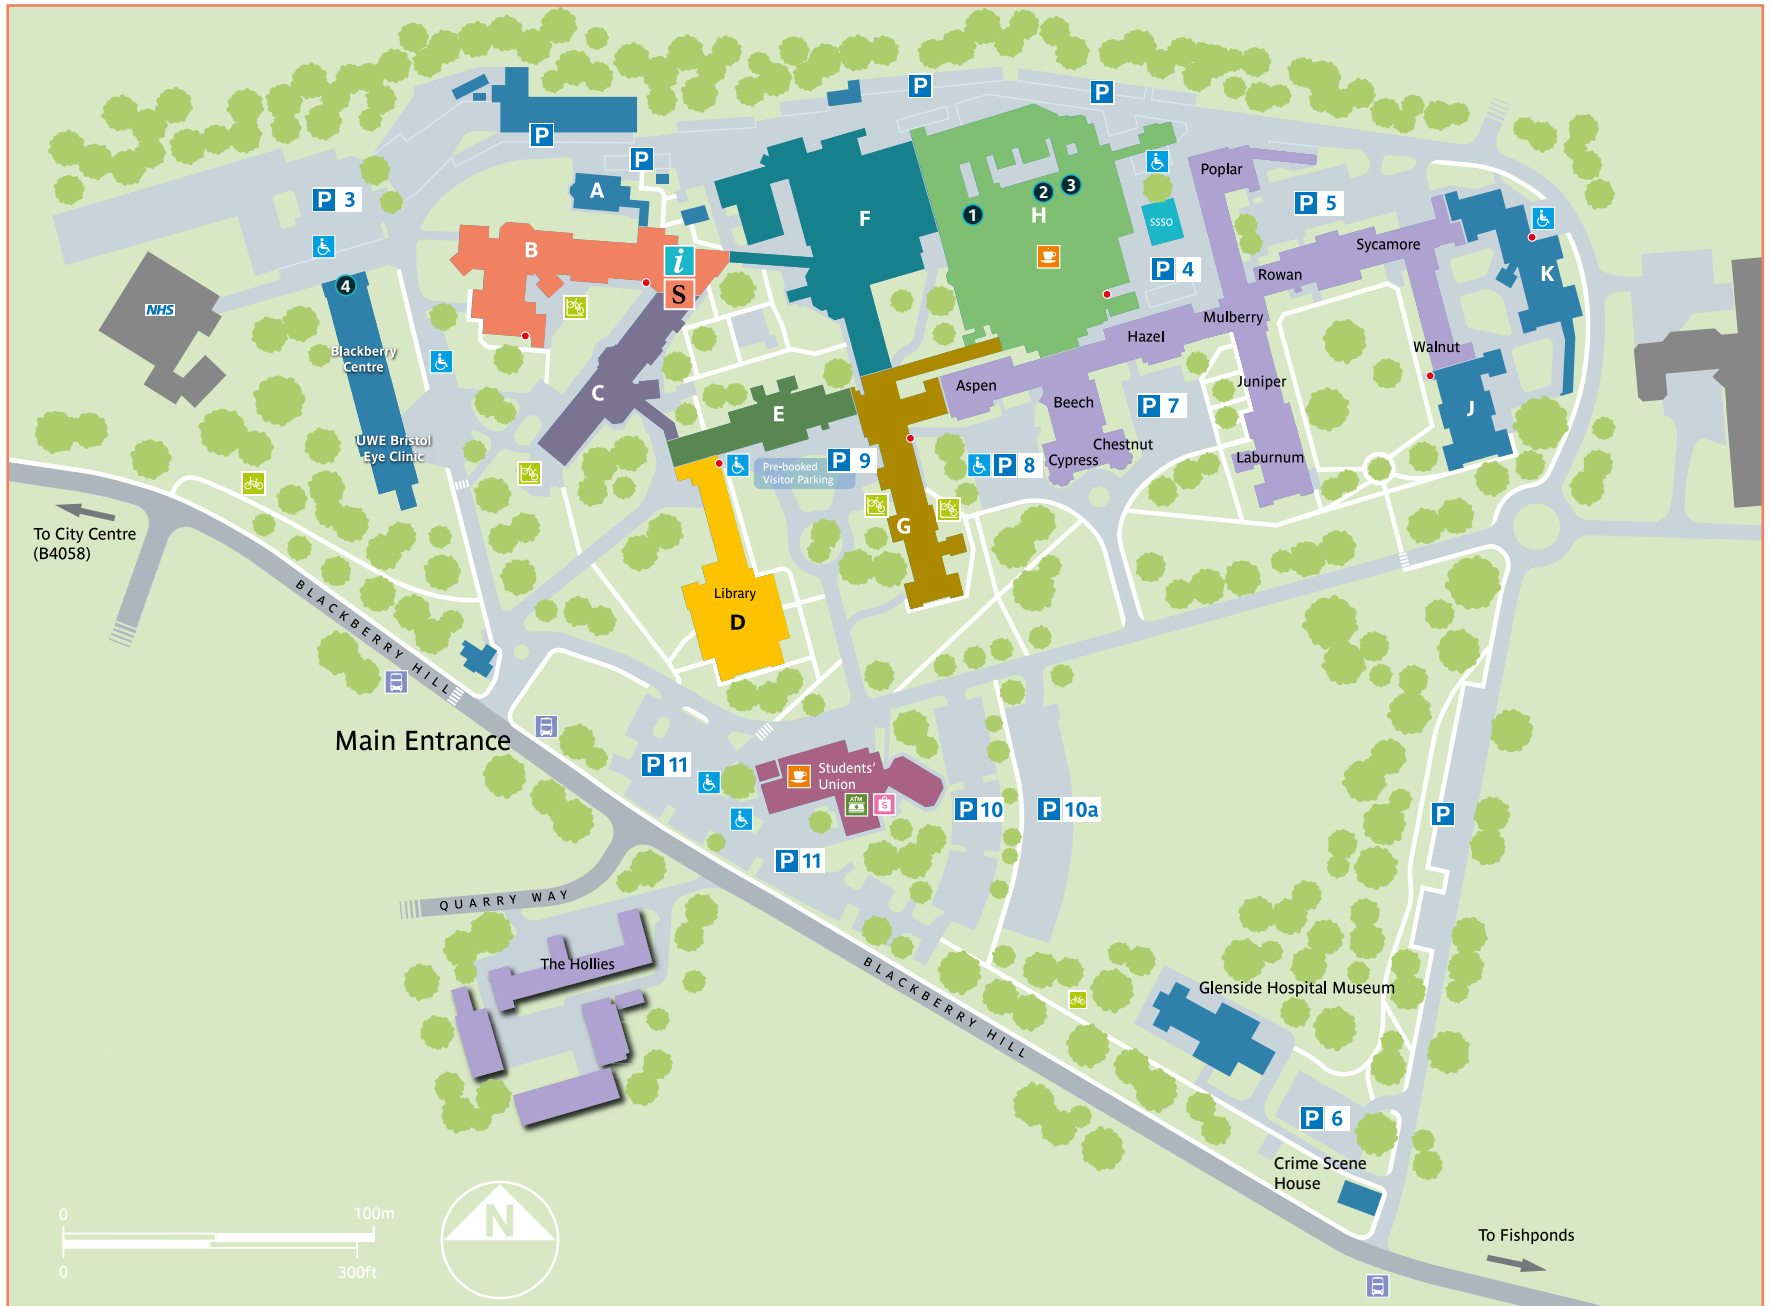 P
P
P
P
P 3
A
B
i
S
F
1
2
3
H
SSSO
P 4
Poplar
P 5
Sycamore
Rowan
K
NHS
4
Blackberry
Centre
UWE Bristol
Eye Clinic
C
E
Aspen
Hazel
Mulberry
Walnut
Beech
P 7
Juniper
J
Chestnut
Cypress
Laburnum
P 9
Pre-booked
Visitor Parking
P 8
G
To City Centre
(B4058)
BLACKBERRY HILL
Library
D
Main Entrance
P 11
Students'
Union
ATM
S
P 10
P 10a
P
P 11
QUARRY WAY
The Hollies
BLACKBERRY HILL
Glenside Hospital Museum
P 6
Crime Scene
House
0
100m
0
300ft
N
To Fishponds